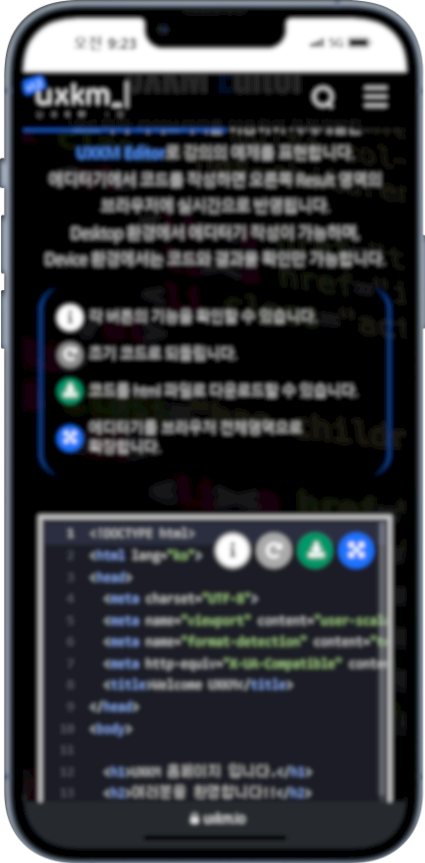 오전 9:23
5G
uxkm_|
UXKM Editor
UXKM Editor로 강의의 예제를 표현합니다.
에디터기에서 코드를 작성하면 오른쪽 Result 영역의
브라우저에 실시간으로 반영됩니다.
Desktop 환경에서 에디터기 작성이 가능하며,
Device 환경에서는 코드와 결과를 확인만 가능합니다.
각 버튼의 기능을 확인할 수 있습니다.
초기 코드로 되돌립니다.
코드를 html 파일로 다운로드할 수 있습니다.
에디터기를 브라우저 전체영역으로
확장합니다.
1 <!DOCTYPE html>
2 <html lang="ko">
3 <head>
4 <meta charset="UTF-8">
5 <meta name="viewport" content="user-scal
6 <meta name="format-detection" content="t
7 <meta http-equiv="X-UA-Compatible" conte
8 <title>Welcome UXKM</title>
9 </head>
10 <body>
11
12 <h1>UXKM 홈페이지 입니다.</h1>
13 <h2>여러분을 환영합니다!!</h2>
uxkm.io